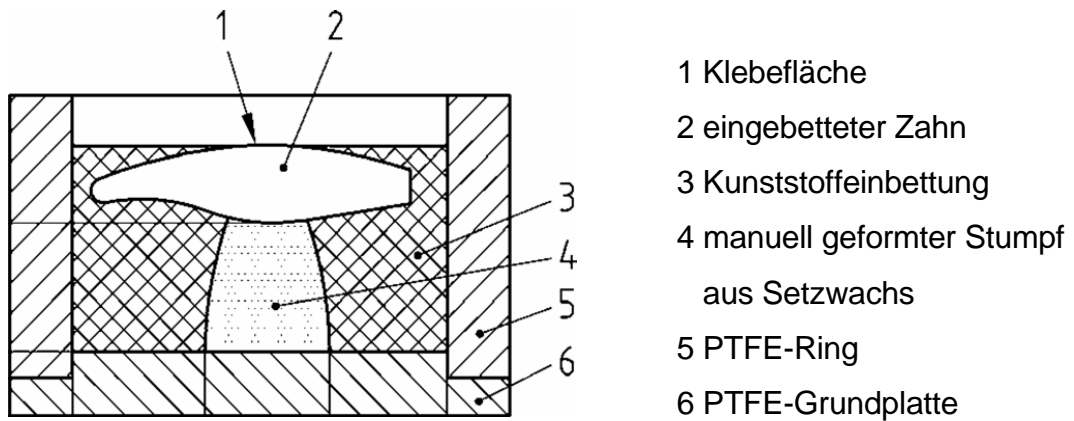 1 2
3
4
5
6
1 Klebefläche
2 eingebetteter Zahn
3 Kunststoffeinbettung
4 manuell geformter Stumpf
aus Setzwachs
5 PTFE-Ring
6 PTFE-Grundplatte